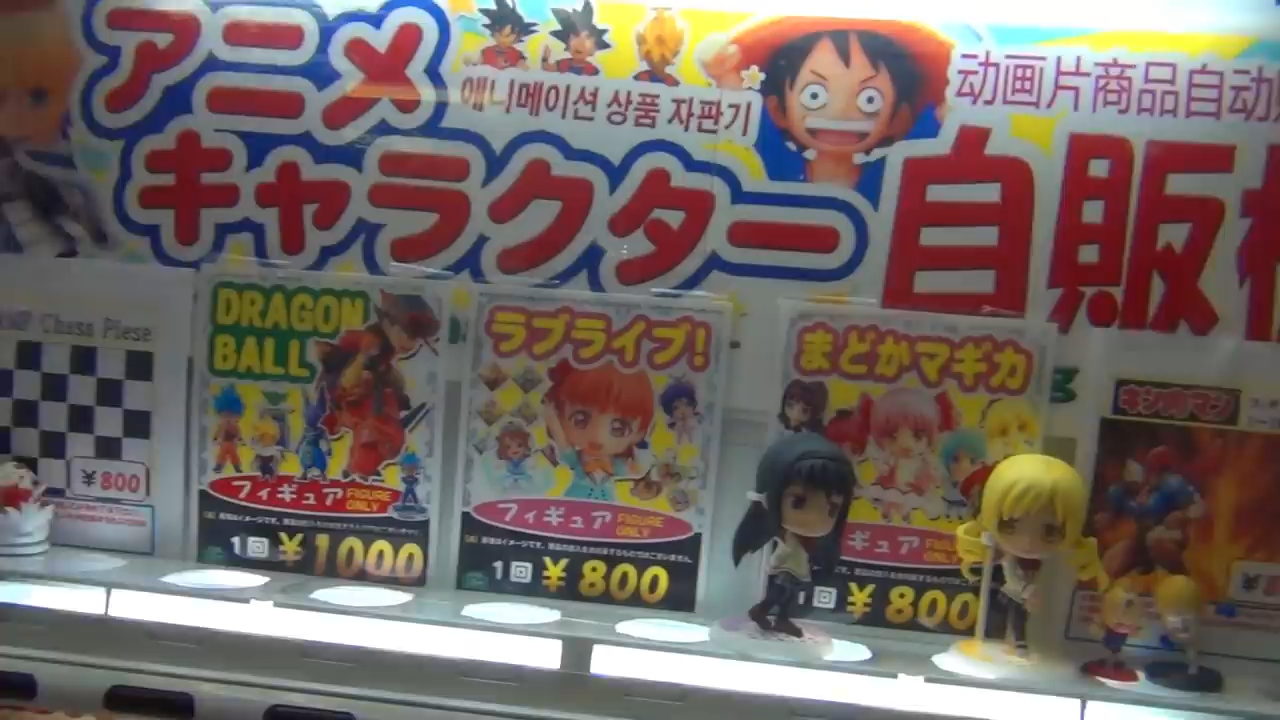 アニメ
애니메이션 상품 자판기
动画片商品自动
キャラクター
自販
Chess Piese
¥800
DRAGON
BALL
フィギュア FIGURE ONLY
1回 ¥1000
ラブライブ!
フィギュア FIGURE ONLY
1回 ¥800
まどかマギカ
ギュア
1回 ¥800
キン肉マン